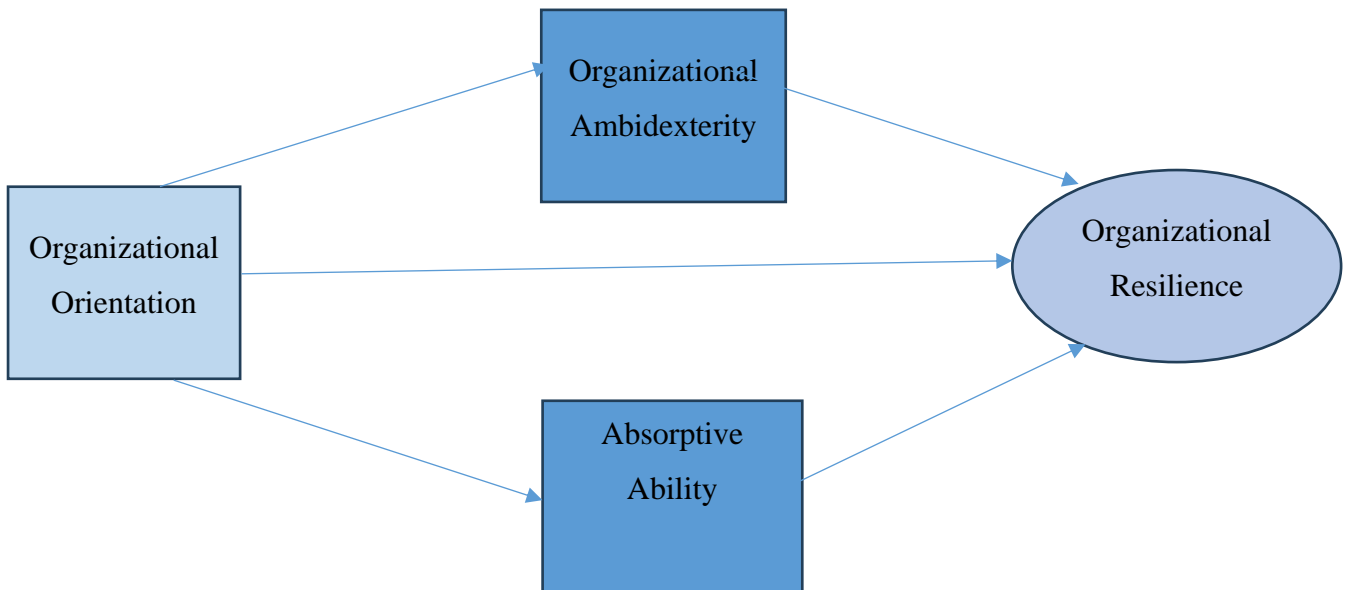 Organizational
Ambidexterity
Organizational
Orientation
Organizational
Resilience
Absorptive
Ability